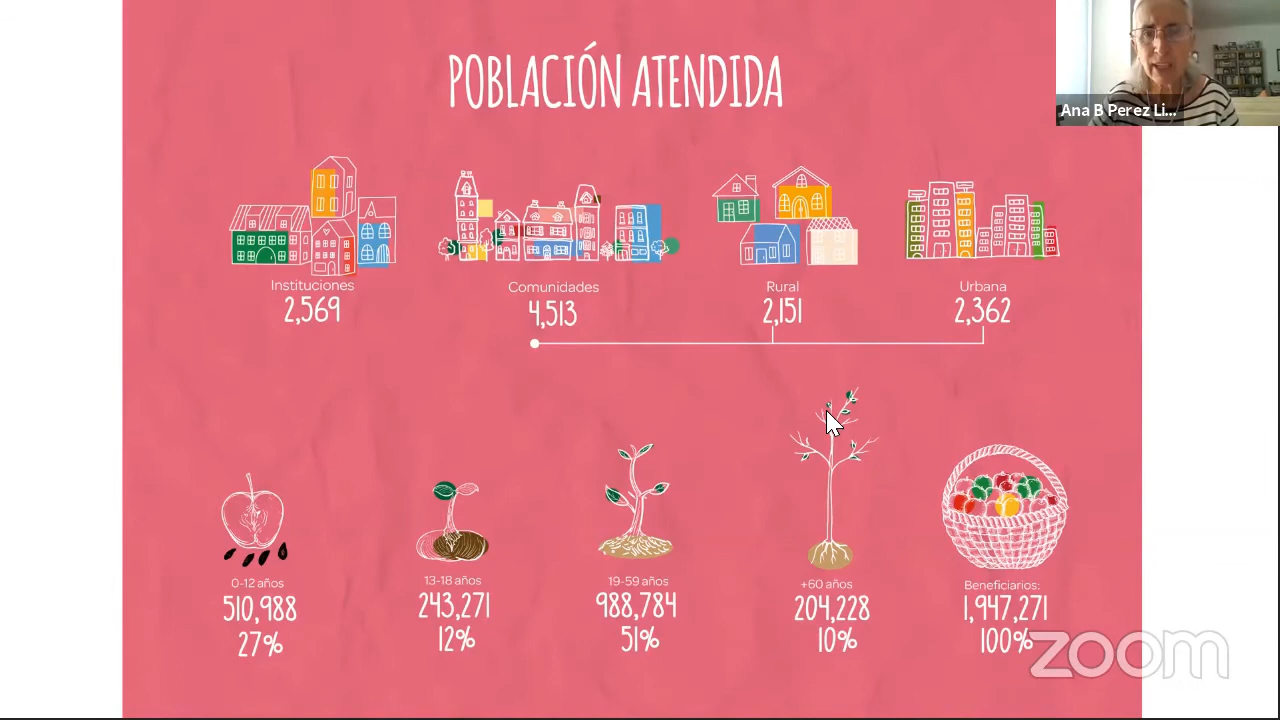 POBLACIÓN ATENDIDA
Ana B Perez Li...
Instituciones
2,569
Comunidades
4,513
Rural
2,151
Urbana
2,362
0-12 años
510,988
27%
13-18 años
243,271
12%
19-59 años
988,784
51%
+60 años
204,228
10%
Beneficiarios:
1,947,271
100%
zoom